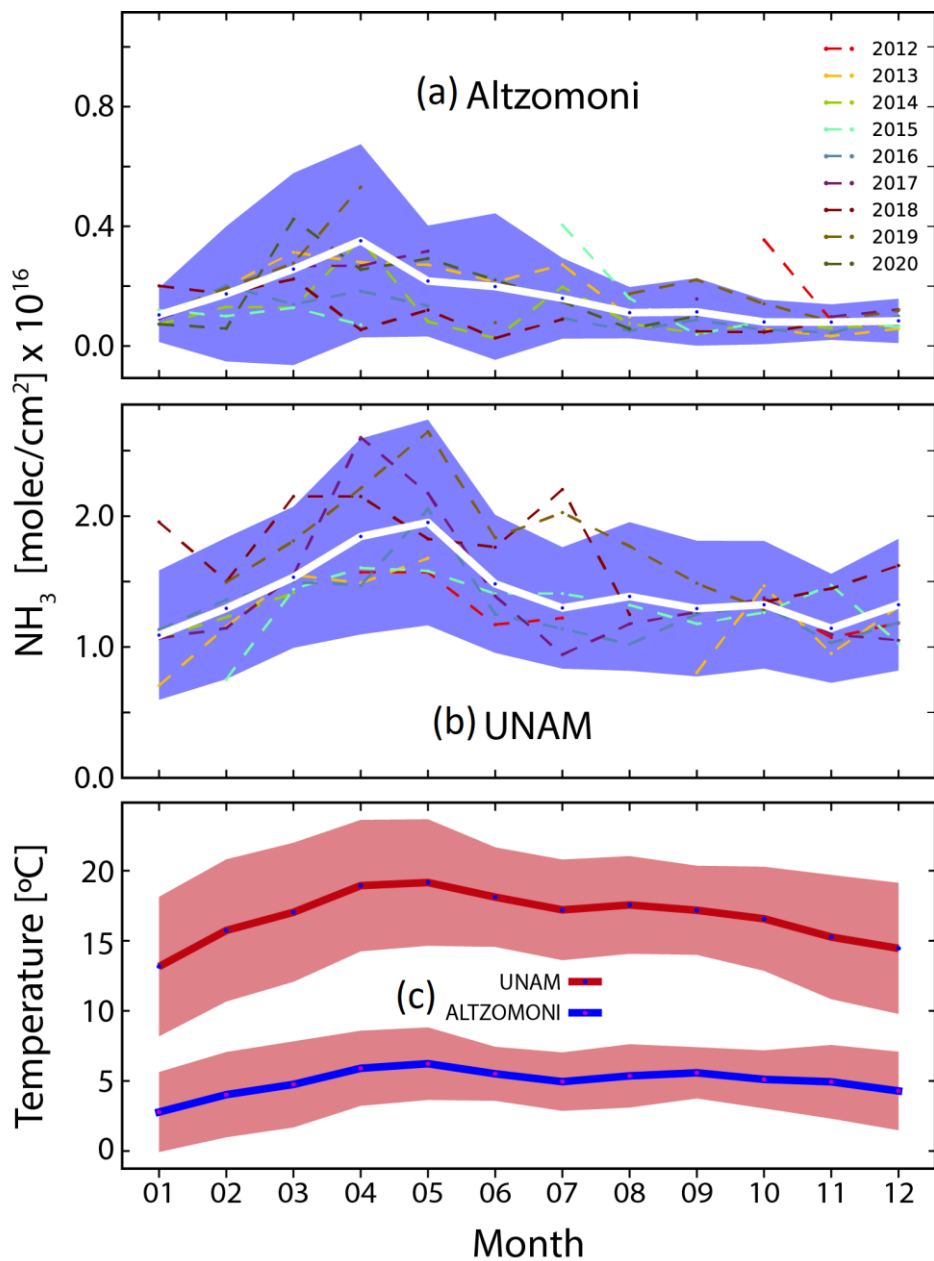 (a) Altzomoni
2012
2013
2014
2015
2016
2017
2018
2019
2020
0.8
0.4
0.0
NH₃ [molec/cm²] x 10¹⁶
2.0
1.0
0.0
(b) UNAM
Temperature [ºC]
20
15
10
5
0
(c)
UNAM
ALTZOMONI
01 02 03 04 05 06 07 08 09 10 11 12
Month